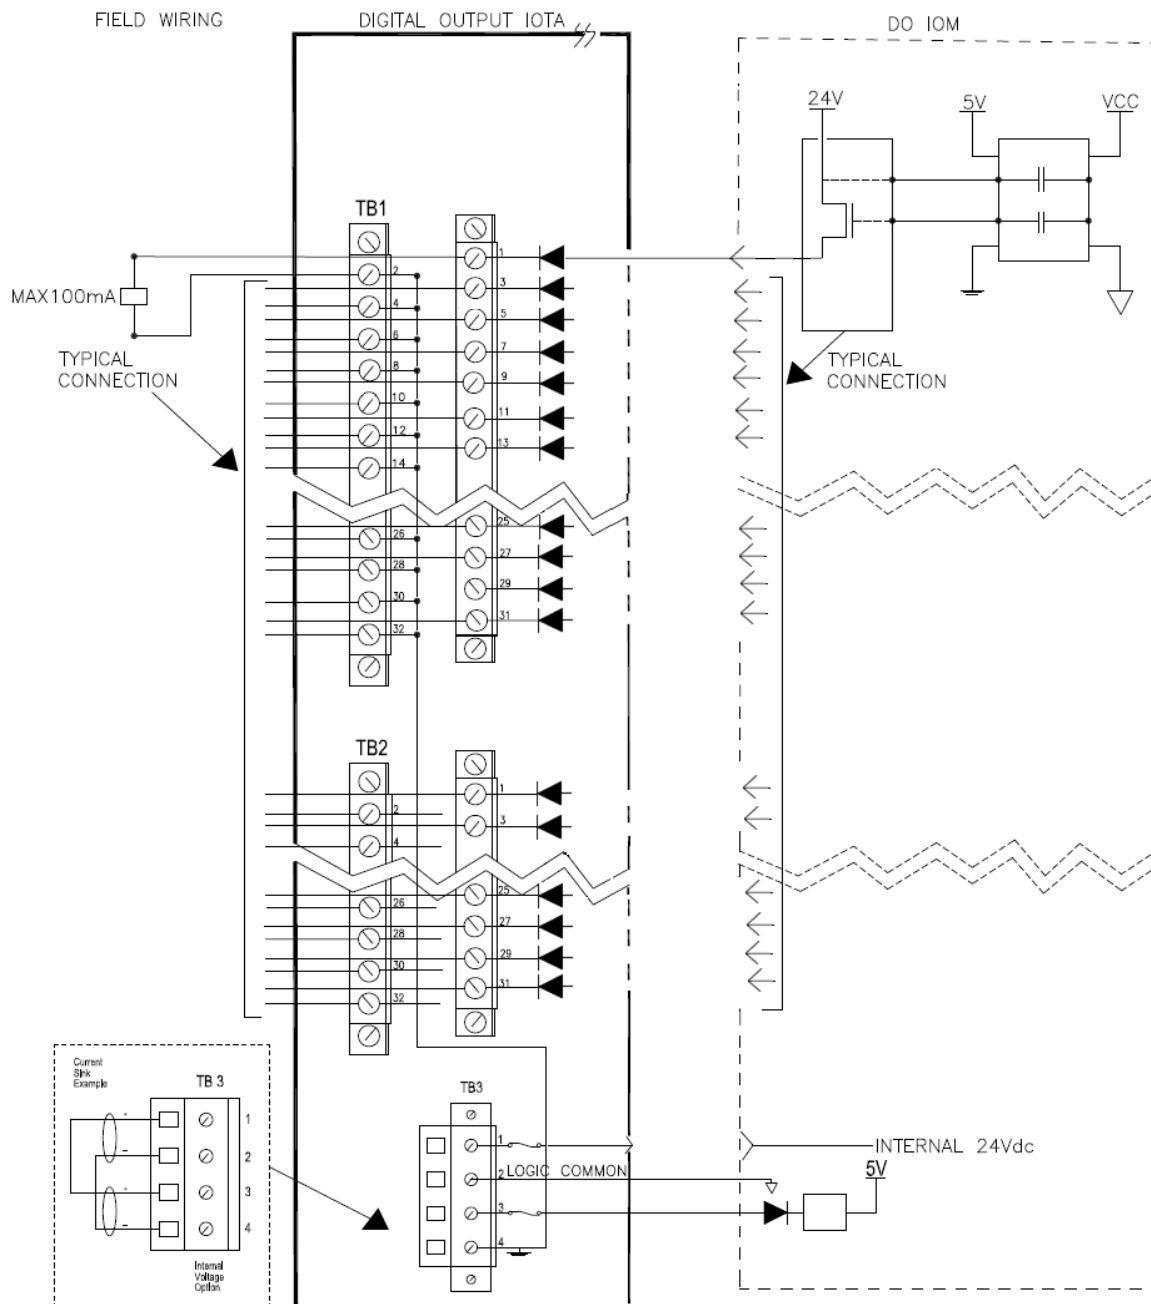 FIELD WIRING
DIGITAL OUTPUT IOTA
DO IOM
24V
5V
VCC
TB1
1
2
3
MAX100mA
4
5
6
7
TYPICAL
CONNECTION
8
9
10
11
12
13
14
TYPICAL
CONNECTION
25
26
27
28
29
30
31
32
TB2
1
2
3
4
25
26
27
28
29
30
31
32
Current
Sink
Example
TB 3
+
1
-
2
+
3
-
4
Internal
Voltage
Option
TB3
1
INTERNAL 24Vdc
2
LOGIC COMMON
5V
3
4